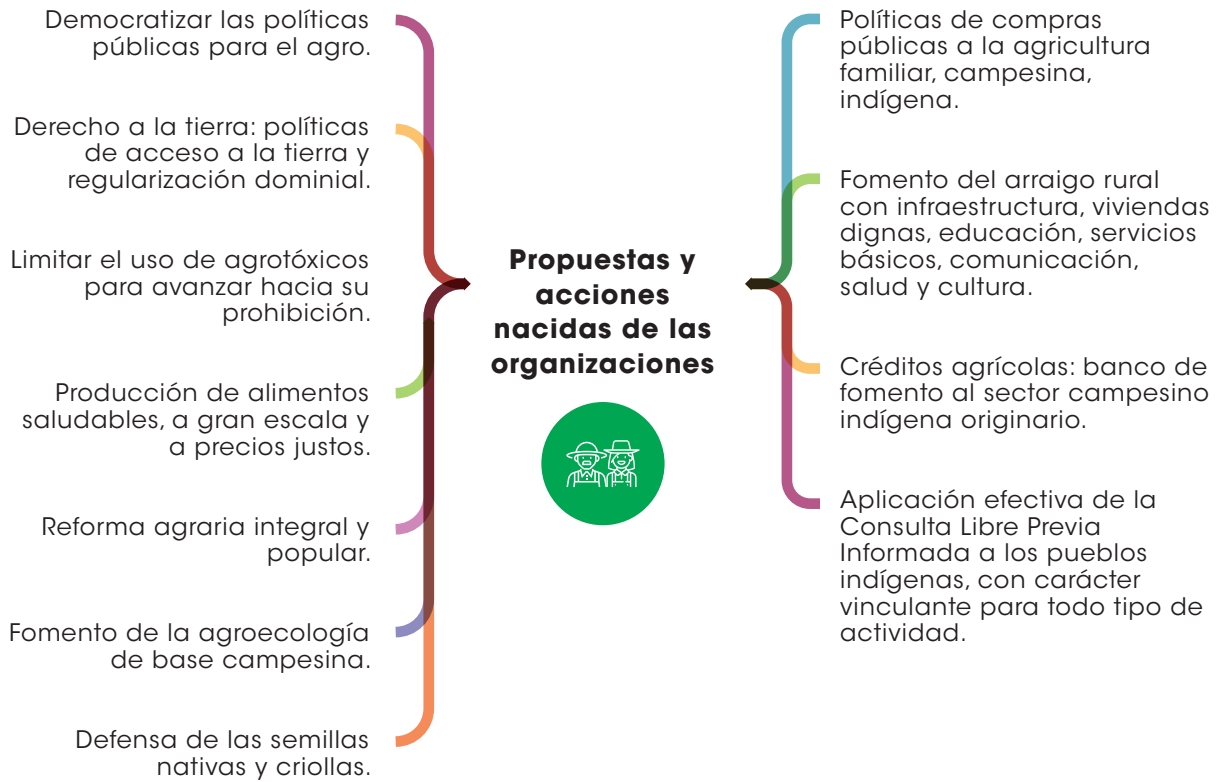 Democratizar las políticas
públicas para el agro.
Derecho a la tierra: políticas
de acceso a la tierra y
regularización dominial.
Limitar el uso de agrotóxicos
para avanzar hacia su
prohibición.
Producción de alimentos
saludables, a gran escala y
a precios justos.
Reforma agraria integral y
popular.
Fomento de la agroecología
de base campesina.
Defensa de las semillas
nativas y criollas.
Propuestas y
acciones
nacidas de las
organizaciones
Políticas de compras
públicas a la agricultura
familiar, campesina,
indígena.
Fomento del arraigo rural
con infraestructura, viviendas
dignas, educación, servicios
básicos, comunicación,
salud y cultura.
Créditos agrícolas: banco de
fomento al sector campesino
indígena originario.
Aplicación efectiva de la
Consulta Libre Previa
Informada a los pueblos
indígenas, con carácter
vinculante para todo tipo de
actividad.